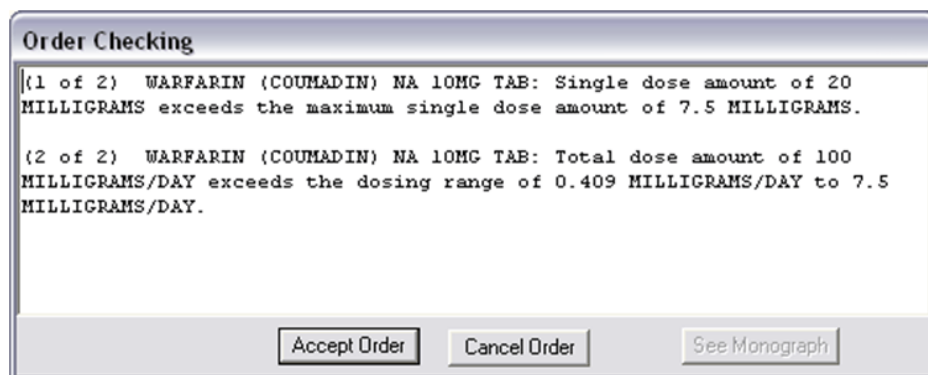 Order Checking
(1 of 2)  WARFARIN (COUMADIN) NA 10MG TAB: Single dose amount of 20
MILLIGRAMS exceeds the maximum single dose amount of 7.5 MILLIGRAMS.
(2 of 2)  WARFARIN (COUMADIN) NA 10MG TAB: Total dose amount of 100
MILLIGRAMS/DAY exceeds the dosing range of 0.409 MILLIGRAMS/DAY to 7.5
MILLIGRAMS/DAY.
Accept Order
Cancel Order
See Monograph